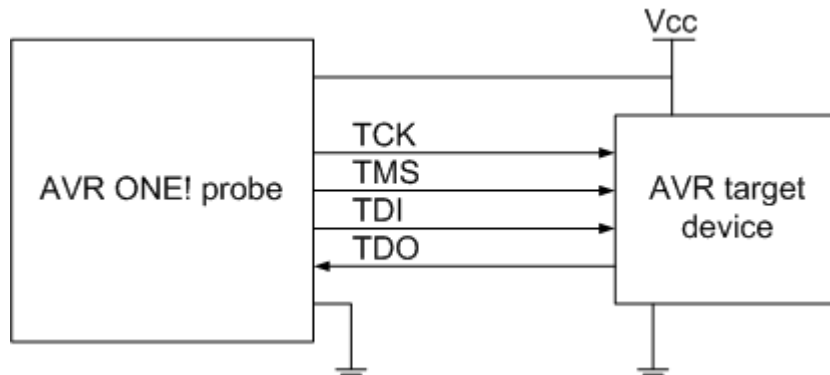 Vcc
TCK
TMS
TDI
TDO
AVR ONE! probe
AVR target
device